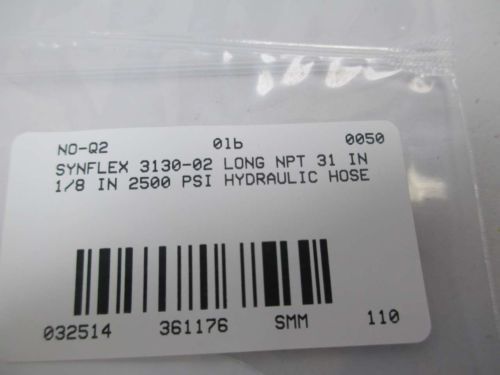 NO-Q2 01b 0050
SYNFLEX 3130-02 LONG NPT 31 IN
1/8 IN 2500 PSI HYDRAULIC HOSE
032514 361176 SMM 110